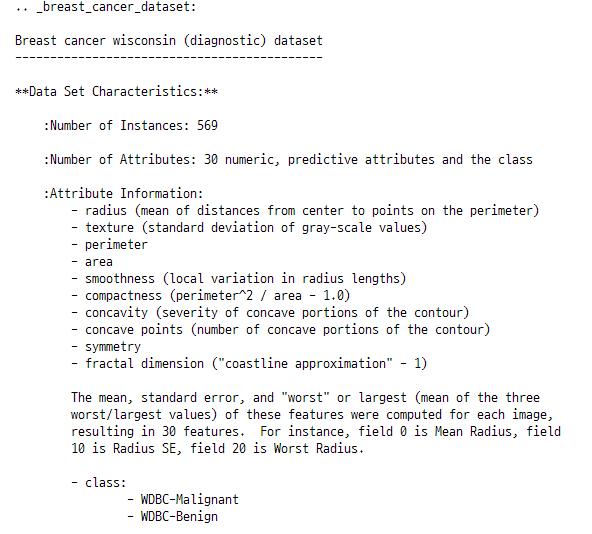 .. _breast_cancer_dataset:
Breast cancer wisconsin (diagnostic) dataset
--------------------------------------------
**Data Set Characteristics:**
:Number of Instances: 569
:Number of Attributes: 30 numeric, predictive attributes and the class
:Attribute Information:
- radius (mean of distances from center to points on the perimeter)
- texture (standard deviation of gray-scale values)
- perimeter
- area
- smoothness (local variation in radius lengths)
- compactness (perimeter^2 / area - 1.0)
- concavity (severity of concave portions of the contour)
- concave points (number of concave portions of the contour)
- symmetry
- fractal dimension ("coastline approximation" - 1)
The mean, standard error, and "worst" or largest (mean of the three
worst/largest values) of these features were computed for each image,
resulting in 30 features.  For instance, field 0 is Mean Radius, field
10 is Radius SE, field 20 is Worst Radius.
- class:
- WDBC-Malignant
- WDBC-Benign